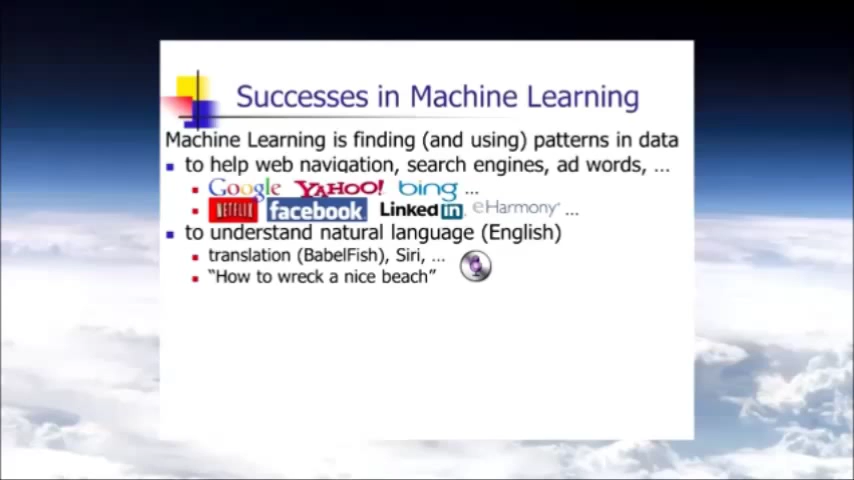 Successes in Machine Learning
Machine Learning is finding (and using) patterns in data
to help web navigation, search engines, ad words, ...
Google YAHOO! bing ...
NETFLIX facebook Linked in eHarmony ...
to understand natural language (English)
translation (BabelFish), Siri, ...
"How to wreck a nice beach"